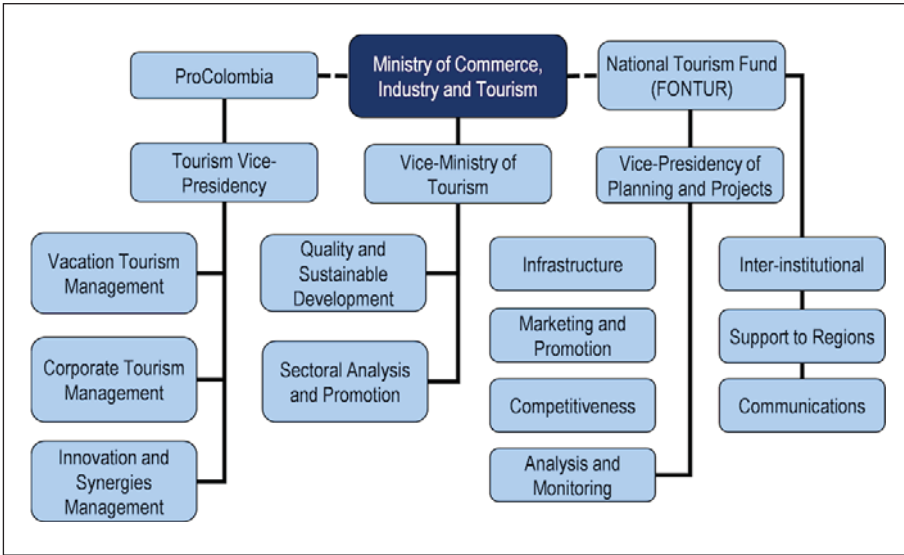 ProColombia
Ministry of Commerce,
Industry and Tourism
National Tourism Fund
(FONTUR)
Tourism Vice-
Presidency
Vice-Ministry of
Tourism
Vice-Presidency of
Planning and Projects
Vacation Tourism
Management
Quality and
Sustainable
Development
Infrastructure
Inter-institutional
Marketing and
Promotion
Support to Regions
Corporate Tourism
Management
Sectoral Analysis
and Promotion
Competitiveness
Communications
Innovation and
Synergies
Management
Analysis and
Monitoring